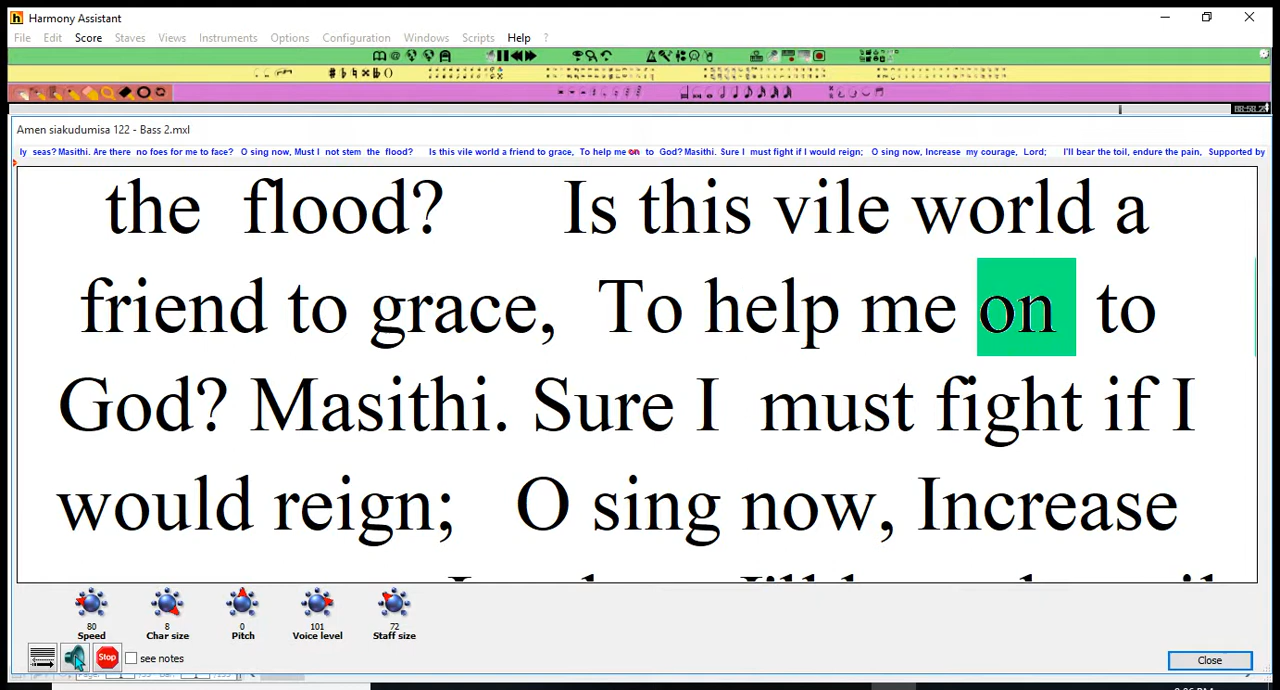 Harmony Assistant
File Edit Score Staves Views Instruments Options Configuration Windows Scripts Help ?
Amen siakudumisa 122 - Bass 2.mxl
ly seas? Masithi. Are there no foes for me to face? O sing now, Must I not stem the flood? Is this vile world a friend to grace, To help me on to God? Masithi. Sure I must fight if I would reign; O sing now, Increase my courage, Lord; I'll bear the toil, endure the pain, Supported by
the flood? Is this vile world a
friend to grace, To help me on to
God? Masithi. Sure I must fight if I
would reign; O sing now, Increase
80 8 0 101 72
Speed Char size Pitch Voice level Staff size
Stop see notes Close